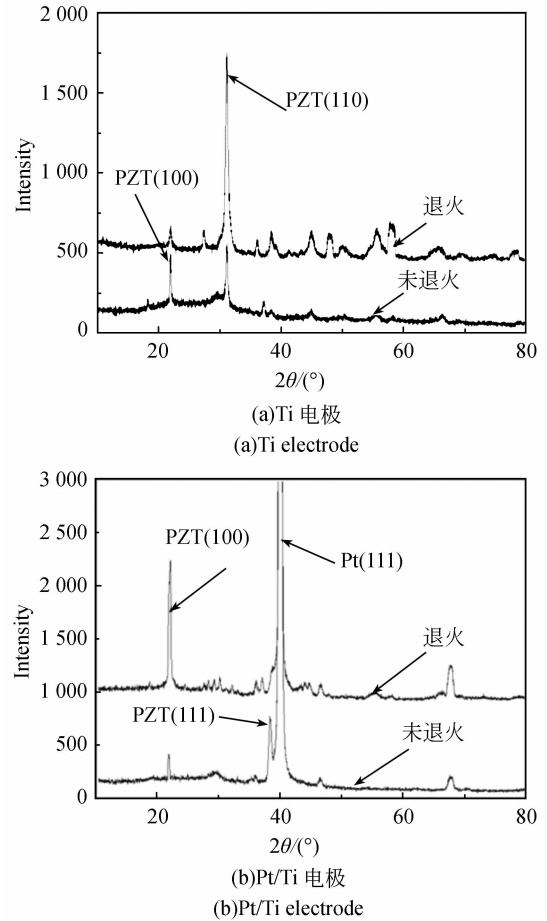 2 000
1 500
1 000
500
0
Intensity
PZT(110)
PZT(100)
退火
未退火
20
40
60
80
2θ/(°)
(a)Ti 电极
(a)Ti electrode
3 000
2 500
2 000
1 500
1 000
500
0
Intensity
PZT(100)
Pt(111)
退火
PZT(111)
未退火
20
40
60
80
2θ/(°)
(b)Pt/Ti 电极
(b)Pt/Ti electrode